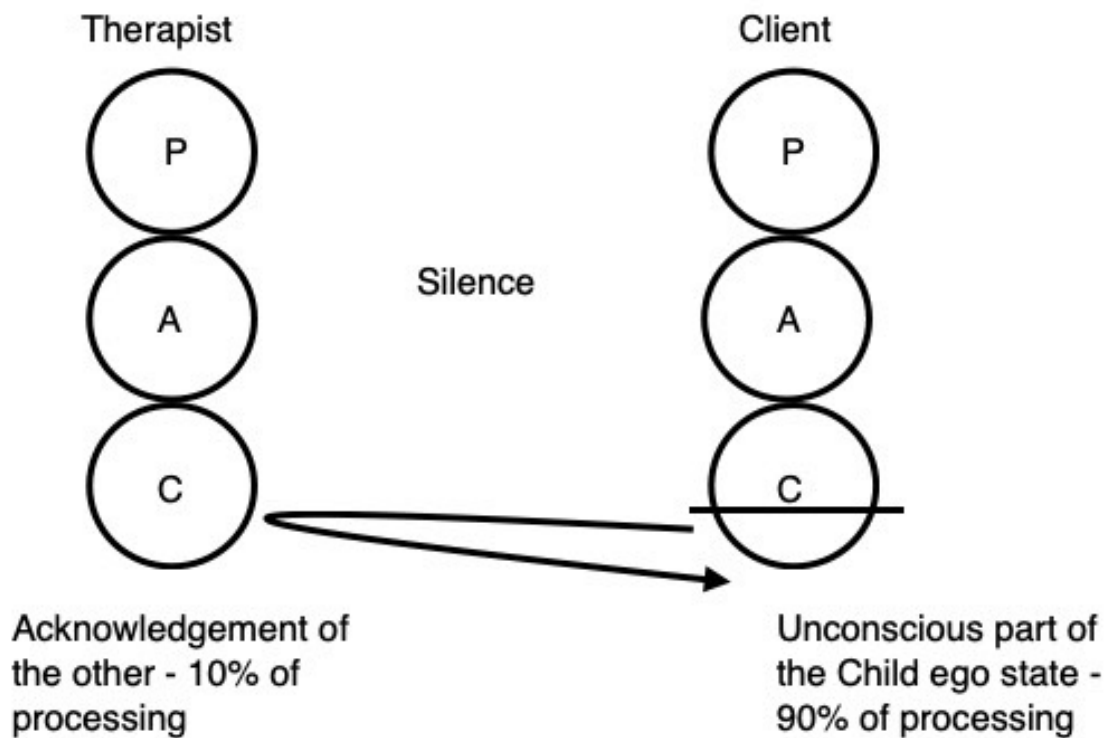 Therapist
Client
P
P
Silence
A
A
C
C
Acknowledgement of
the other - 10% of
processing
Unconscious part of
the Child ego state -
90% of processing